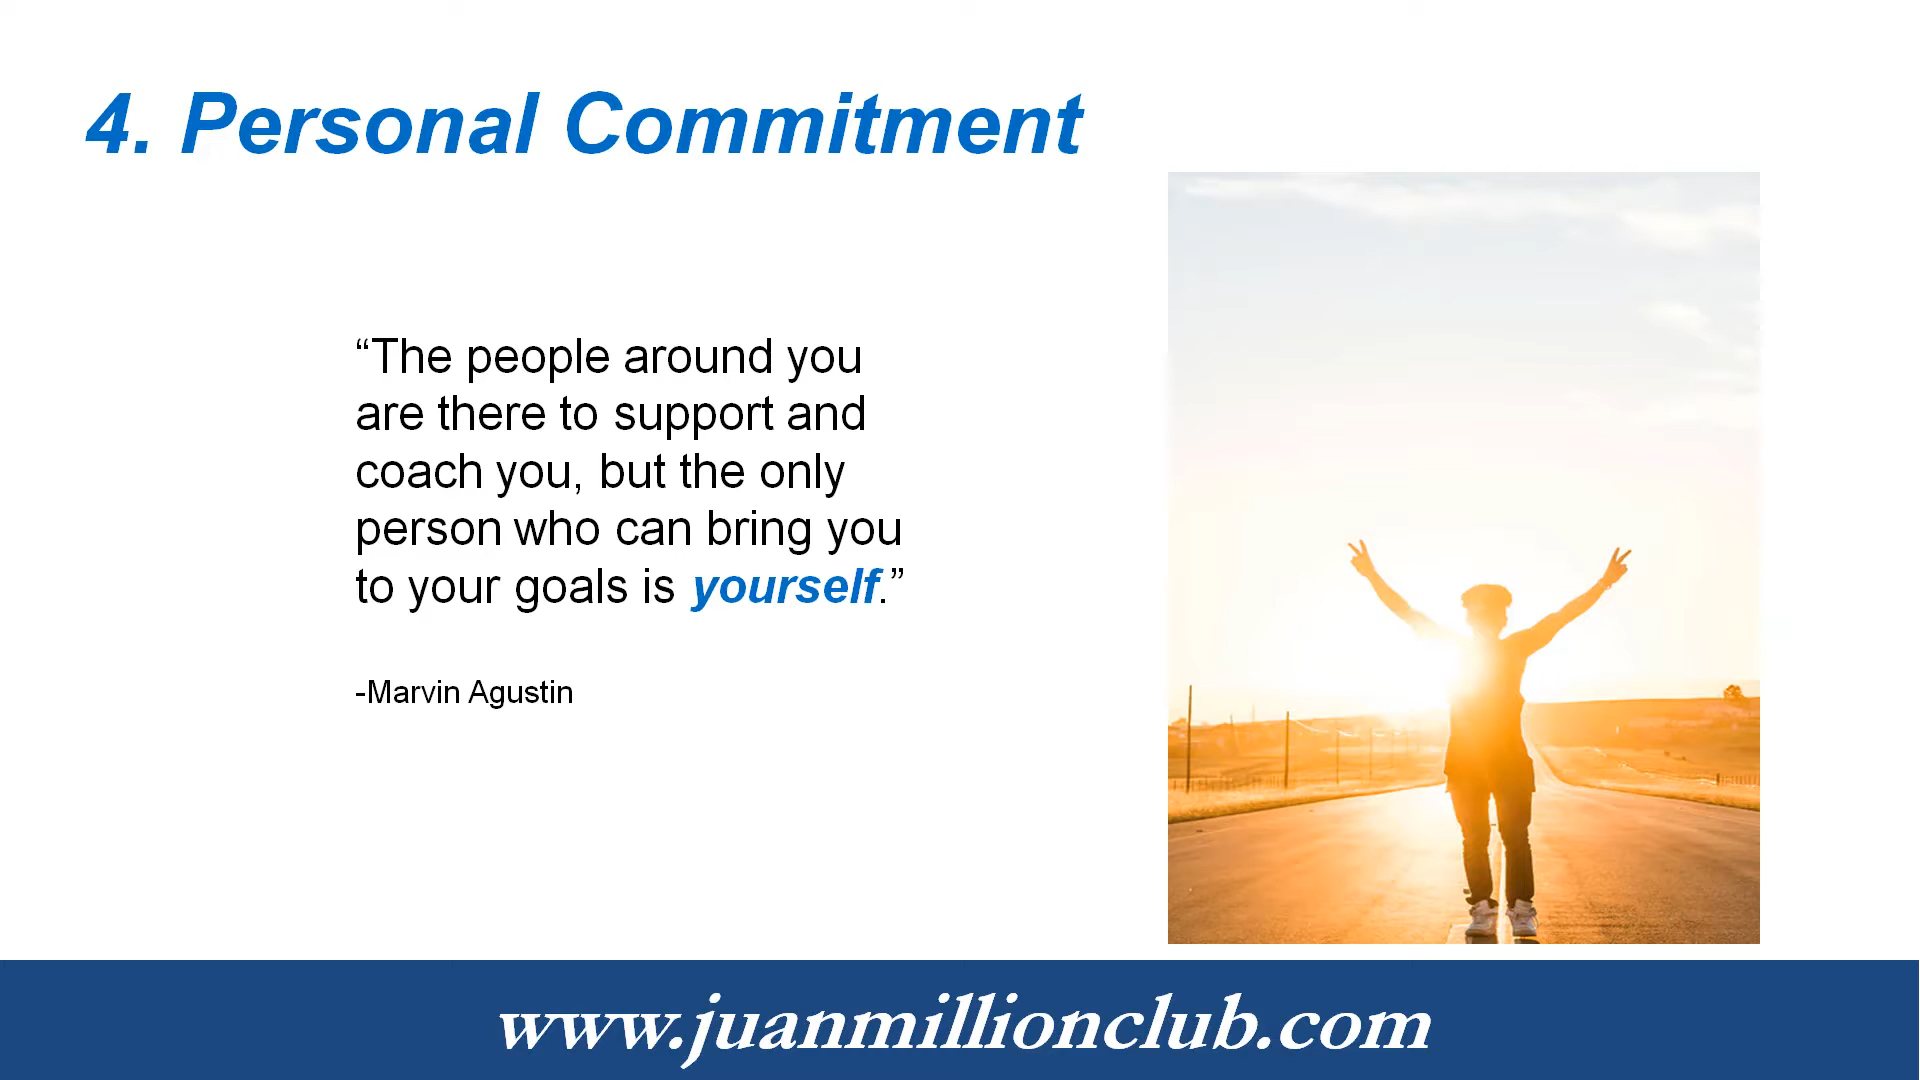 4. Personal Commitment
“The people around you
are there to support and
coach you, but the only
person who can bring you
to your goals is yourself.”
-Marvin Agustin
www.juanmillionclub.com